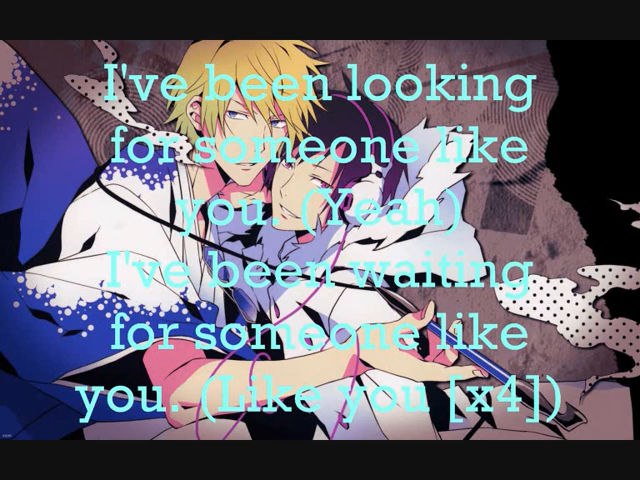 I've been looking
for someone like
you. (Yeah)
I've been waiting
for someone like
you. (Like you [x4])